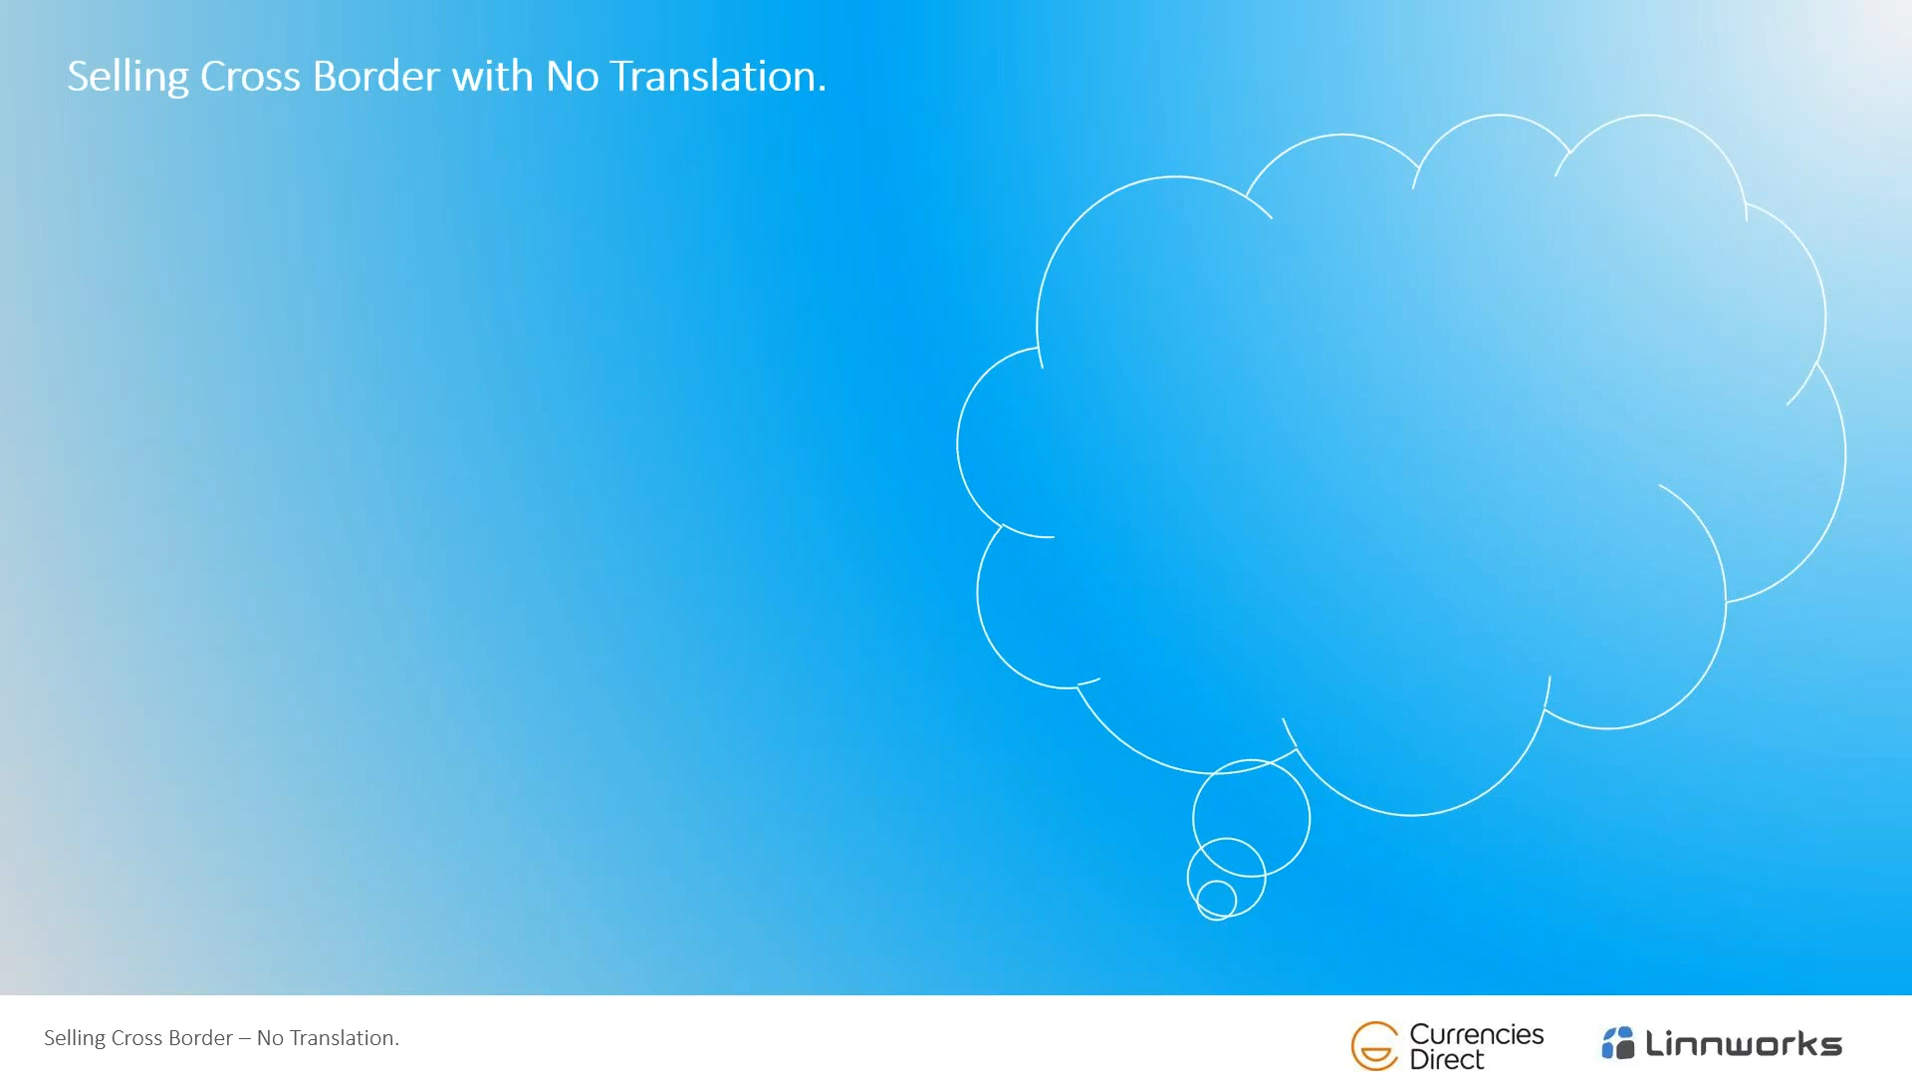 Selling Cross Border with No Translation.
Selling Cross Border – No Translation.
Currencies
Direct
Linnworks